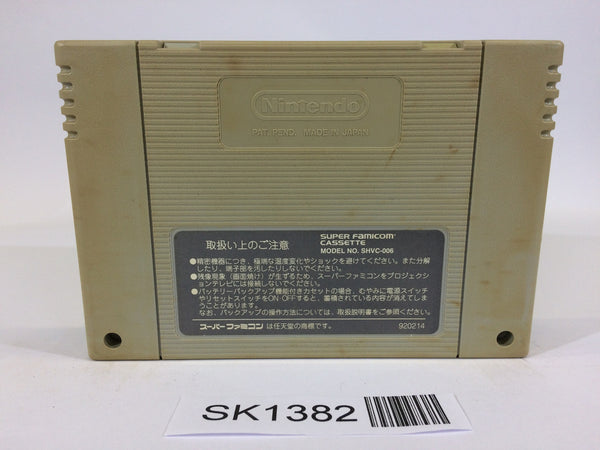 Nintendo
PAT. PEND. MADE IN JAPAN
取扱い上のご注意
SUPER FAMICOM
CASSETTE
MODEL NO. SHVC-006
●精密機器につき、極端な温度変化やショックを避けてください。また分解
したり、端子部を汚したりしないでください。
●残像現象(画面焼け)が生ずるため、スーパーファミコンをプロジェクシ
ョンテレビには接続しないでください。
●バッテリーバックアップ機能付きカセットの場合、むやみに電源スイッチ
やリセットスイッチをON OFFすると、蓄積されている内容が消えてしま
うことがあります。
なお、バックアップの操作方法については、取扱説明書をご参照ください。
スーパーファミコン は任天堂の商標です。
920214
SK1382